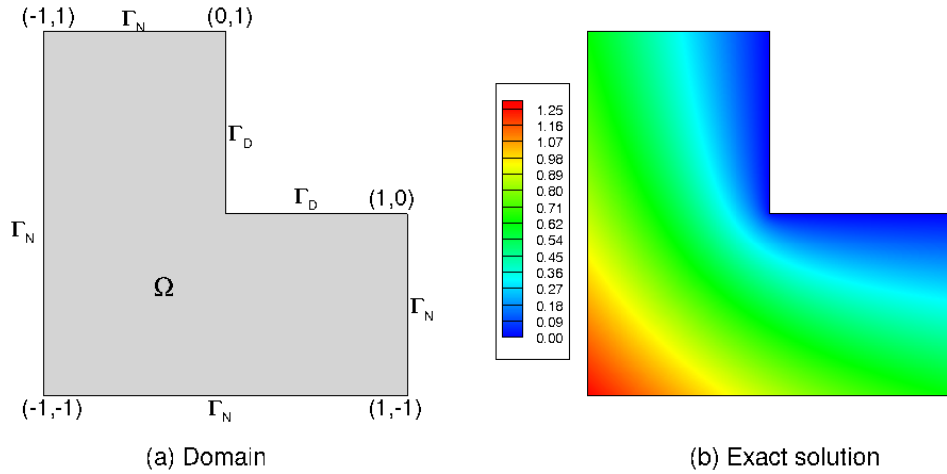 (-1,1)
Γ_N
(0,1)
Γ_D
Γ_D
(1,0)
Γ_N
Ω
Γ_N
(-1,-1)
Γ_N
(1,-1)
(a) Domain
1.25
1.16
1.07
0.98
0.89
0.80
0.71
0.62
0.54
0.45
0.36
0.27
0.18
0.09
0.00
(b) Exact solution